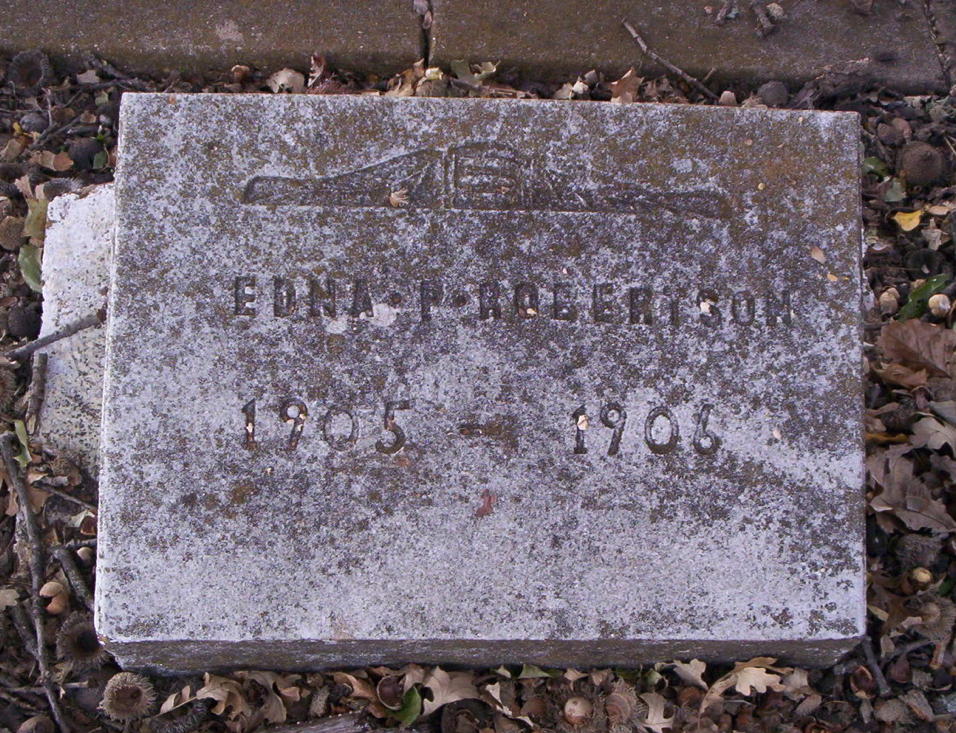 EDNA · P · ROBERTSON
1905 - 1906